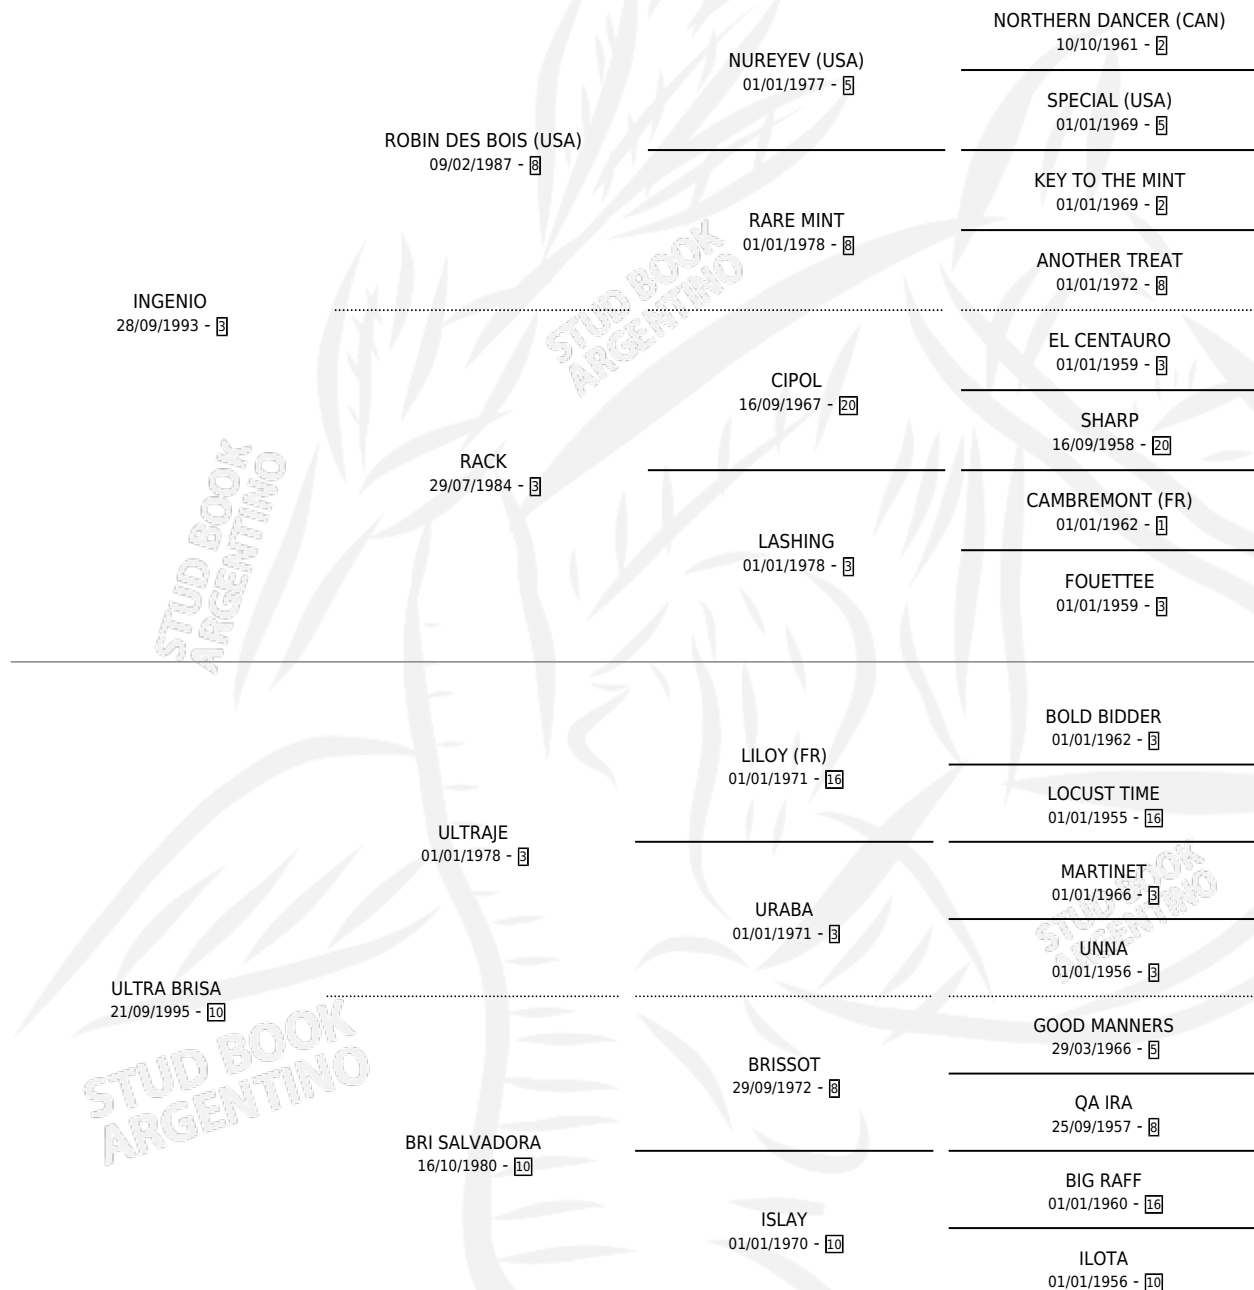 NORTHERN DANCER (CAN)
10/10/1961 - 2
NUREYEV (USA)
01/01/1977 - 5
SPECIAL (USA)
01/01/1969 - 5
ROBIN DES BOIS (USA)
09/02/1987 - 8
KEY TO THE MINT
01/01/1969 - 2
RARE MINT
01/01/1978 - 8
ANOTHER TREAT
01/01/1972 - 8
INGENIO
28/09/1993 - 3
EL CENTAURO
01/01/1959 - 3
CIPOL
16/09/1967 - 20
SHARP
16/09/1958 - 20
RACK
29/07/1984 - 3
CAMBREMONT (FR)
01/01/1962 - 1
LASHING
01/01/1978 - 3
FOUETTEE
01/01/1959 - 3
STUD BOOK
ARGENTINO
STUD BOOK
ARGENTINO
BOLD BIDDER
01/01/1962 - 3
LILOY (FR)
01/01/1971 - 16
LOCUST TIME
01/01/1955 - 16
ULTRAJE
01/01/1978 - 3
MARTINET
01/01/1966 - 3
URABA
01/01/1971 - 3
UNNA
01/01/1956 - 3
STUD BOOK
ARGENTINO
ULTRA BRISA
21/09/1995 - 10
GOOD MANNERS
29/03/1966 - 5
BRISSOT
29/09/1972 - 8
QA IRA
25/09/1957 - 8
STUD BOOK
ARGENTINO
BRI SALVADORA
16/10/1980 - 10
BIG RAFF
01/01/1960 - 16
ISLAY
01/01/1970 - 10
ILOTA
01/01/1956 - 10